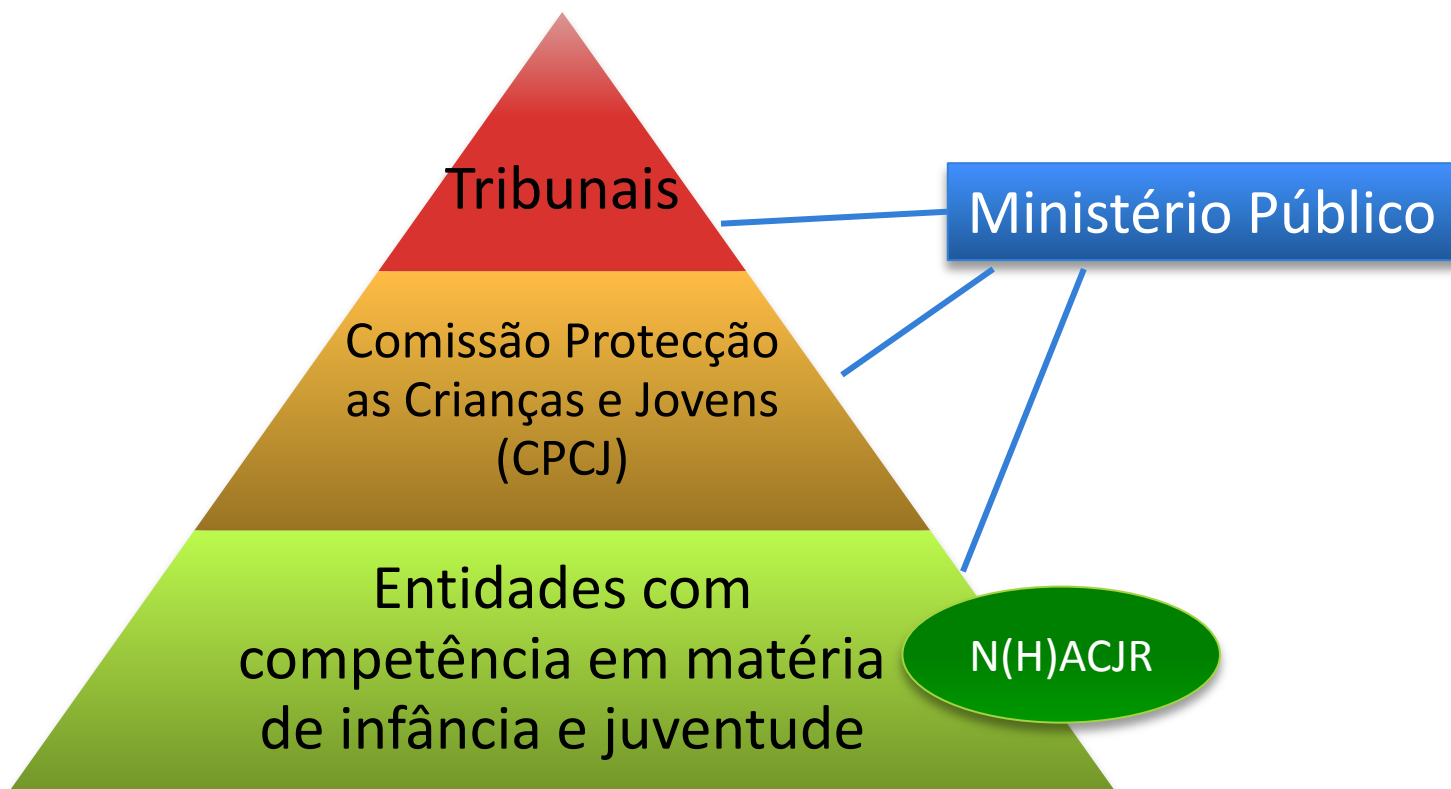 Tribunais
Ministério Público
Comissão Protecção
as Crianças e Jovens
(CPCJ)
Entidades com
competência em matéria
de infância e juventude
N(H)ACJR